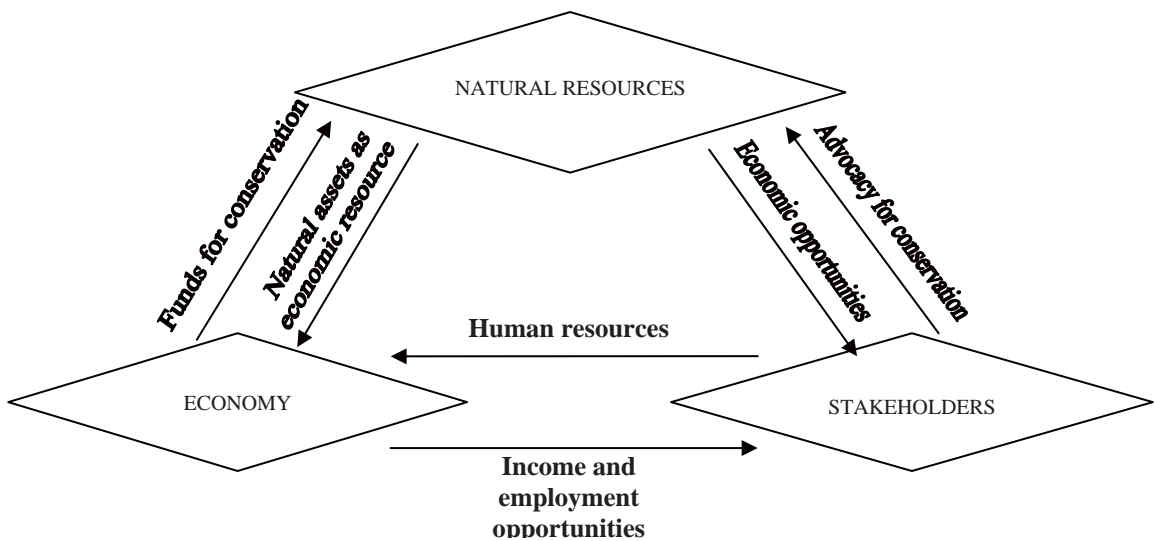 NATURAL RESOURCES
Funds for conservation
Natural assets as
economic resource
Economic opportunities
Advocacy for conservation
Human resources
ECONOMY
STAKEHOLDERS
Income and
employment
opportunities